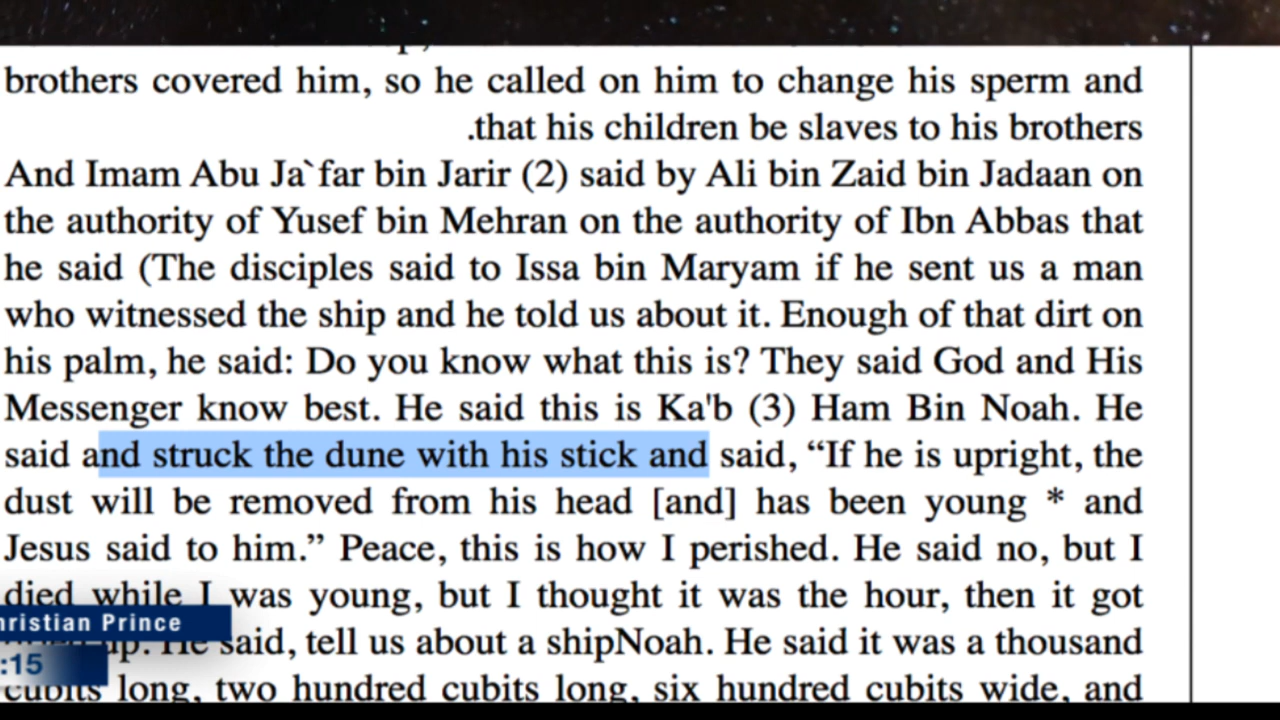 brothers covered him, so he called on him to change his sperm and
.that his children be slaves to his brothers
And Imam Abu Ja`far bin Jarir (2) said by Ali bin Zaid bin Jadaan on
the authority of Yusef bin Mehran on the authority of Ibn Abbas that
he said (The disciples said to Issa bin Maryam if he sent us a man
who witnessed the ship and he told us about it. Enough of that dirt on
his palm, he said: Do you know what this is? They said God and His
Messenger know best. He said this is Ka'b (3) Ham Bin Noah. He
said and struck the dune with his stick and said, “If he is upright, the
dust will be removed from his head [and] has been young * and
Jesus said to him.” Peace, this is how I perished. He said no, but I
died while I was young, but I thought it was the hour, then it got
up. He said, tell us about a shipNoah. He said it was a thousand
cubits long, two hundred cubits long, six hundred cubits wide, and
hristian Prince
:15